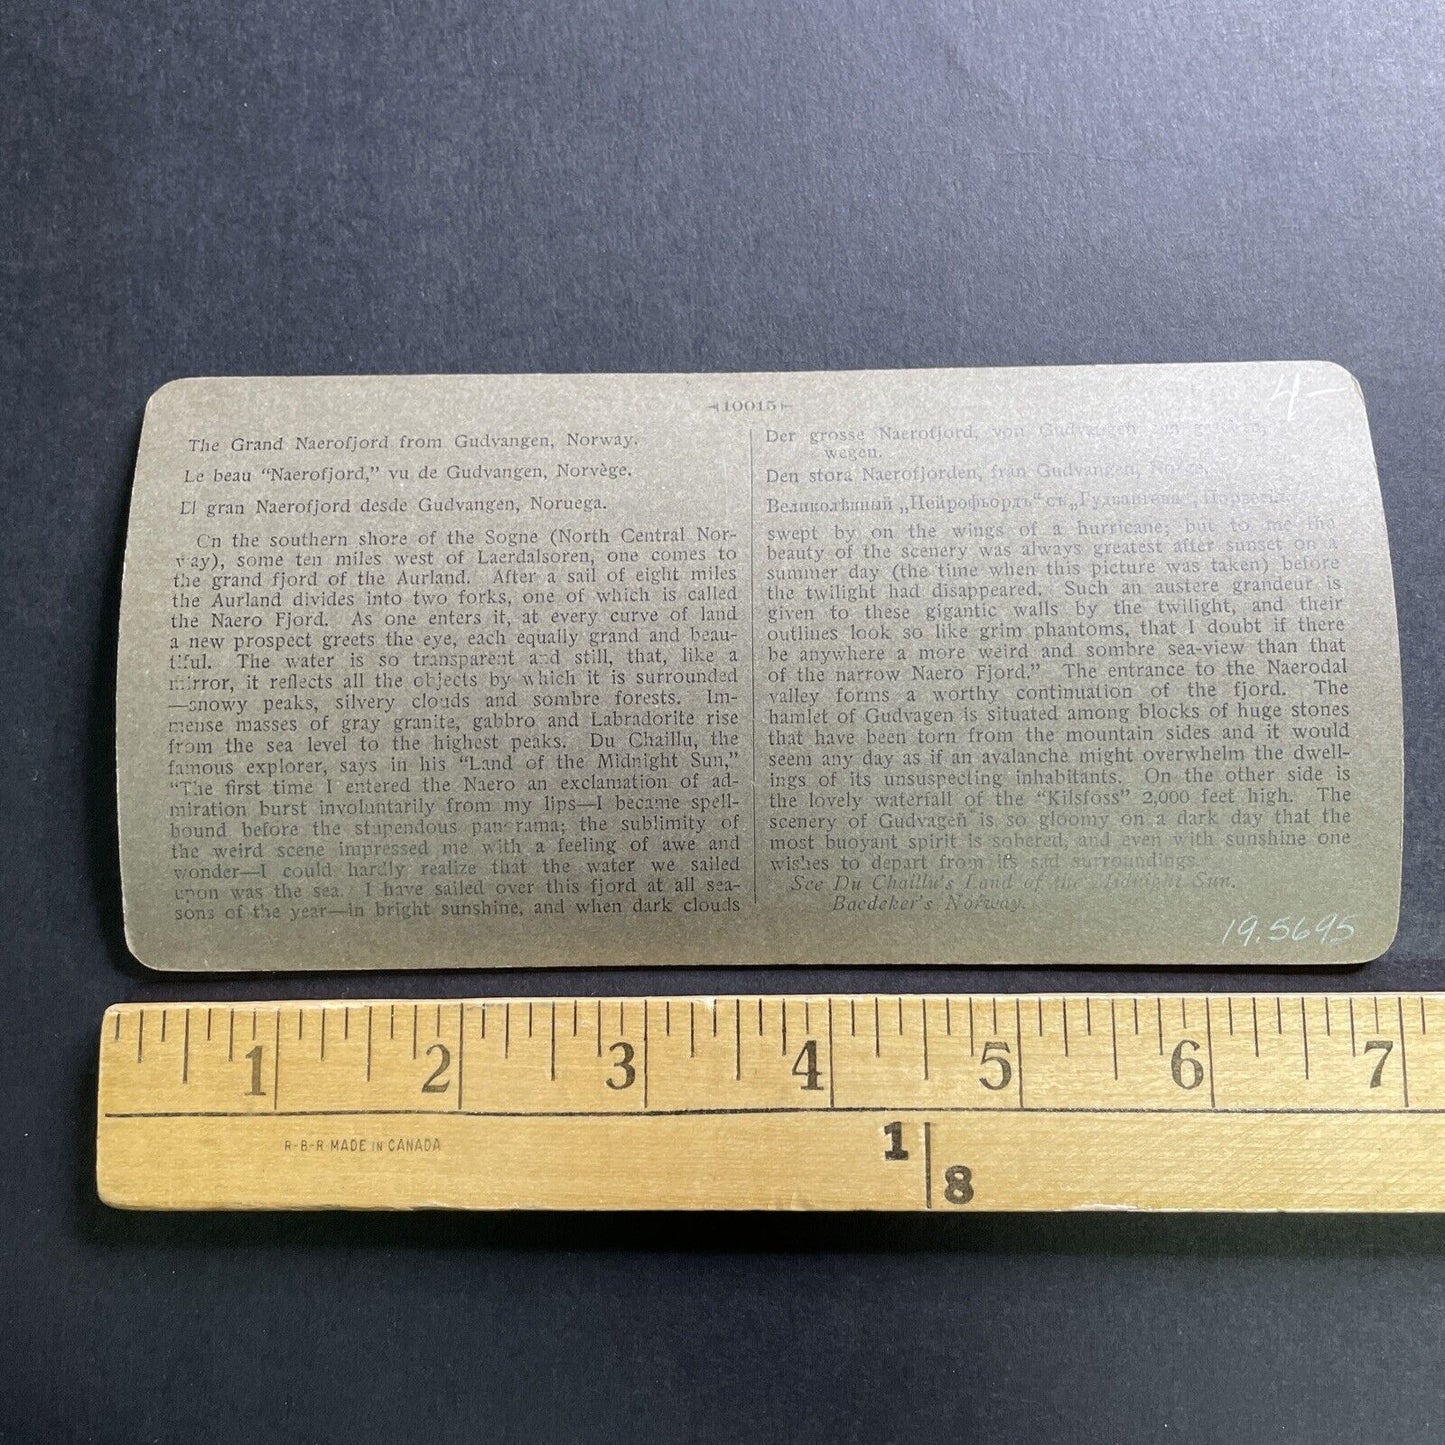 10015
The Grand Naerofjord from Gudvangen, Norway.
Le beau “Naerofjord,” vu de Gudvangen, Norvège.
El gran Naerofjord desde Gudvangen, Noruega.
On the southern shore of the Sogne (North Central Nor-
way), some ten miles west of Laerdalsoren, one comes to
the grand fjord of the Aurland. After a sail of eight miles
the Aurland divides into two forks, one of which is called
the Naero Fjord. As one enters it, at every curve of land
a new prospect greets the eye, each equally grand and beau-
tiful. The water is so transparent and still, that, like a
mirror, it reflects all the objects by which it is surrounded
—snowy peaks, silvery clouds and sombre forests. Im-
mense masses of gray granite, gabbro and Labradorite rise
from the sea level to the highest peaks. Du Chaillu, the
famous explorer, says in his “Land of the Midnight Sun,”
“The first time I entered the Naero an exclamation of ad-
miration burst involuntarily from my lips—I became spell-
bound before the stupendous panorama; the sublimity of
the weird scene impressed me with a feeling of awe and
wonder—I could hardly realize that the water we sailed
upon was the sea. I have sailed over this fjord at all sea-
sons of the year—in bright sunshine, and when dark clouds
Der grosse Naerofjord, von Gudvangen
wegen.
Den stora Naerofjorden, från Gudvangen, Norge.
Великолѣпный „Нейрофьордъ“ съ
swept by on the wings of a hurricane; but to me the
beauty of the scenery was always greatest after sunset on a
summer day (the time when this picture was taken) before
the twilight had disappeared. Such an austere grandeur is
given to these gigantic walls by the twilight, and their
outlines look so like grim phantoms, that I doubt if there
be anywhere a more weird and sombre sea-view than that
of the narrow Naero Fjord.” The entrance to the Naerodal
valley forms a worthy continuation of the fjord. The
hamlet of Gudvagen is situated among blocks of huge stones
that have been torn from the mountain sides and it would
seem any day as if an avalanche might overwhelm the dwell-
ings of its unsuspecting inhabitants. On the other side is
the lovely waterfall of the “Kilsfoss” 2,000 feet high. The
scenery of Gudvagen is so gloomy on a dark day that the
most buoyant spirit is sobered, and even with sunshine one
wishes to depart from its sad surroundings.
See Du Chaillu's Land of the Midnight Sun.
Baedeker's Norway.
4-
19.5695
1 2 3 4 5 6 7
R-B-R MADE IN CANADA
1 8